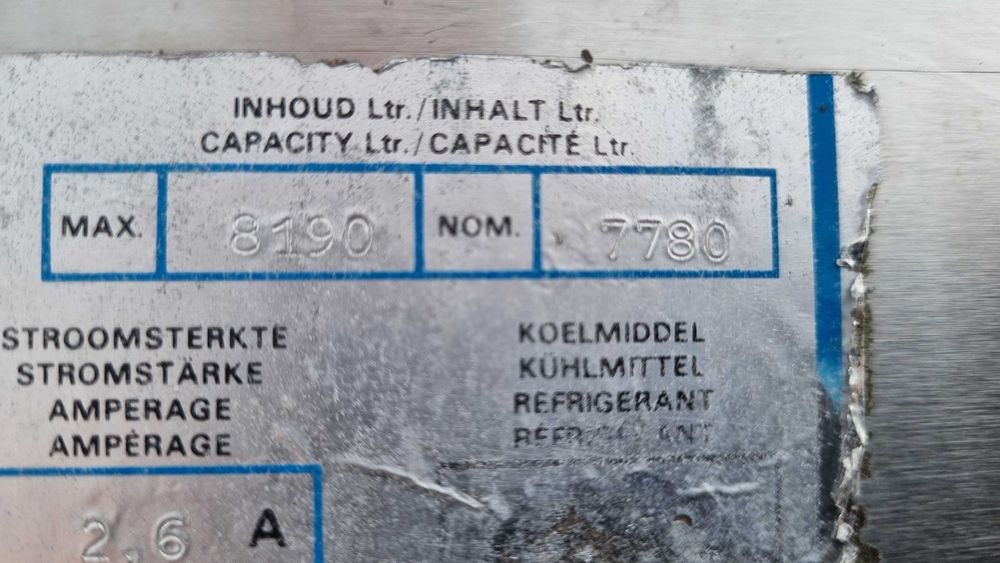 INHOUD Ltr./INHALT Ltr.
CAPACITY Ltr./CAPACITÉ Ltr.
MAX. 8190 NOM. 7780
STROOMSTERKTE
STROMSTÄRKE
AMPERAGE
AMPÈRAGE
2,6 A
KOELMIDDEL
KÜHLMITTEL
REFRIGERANT